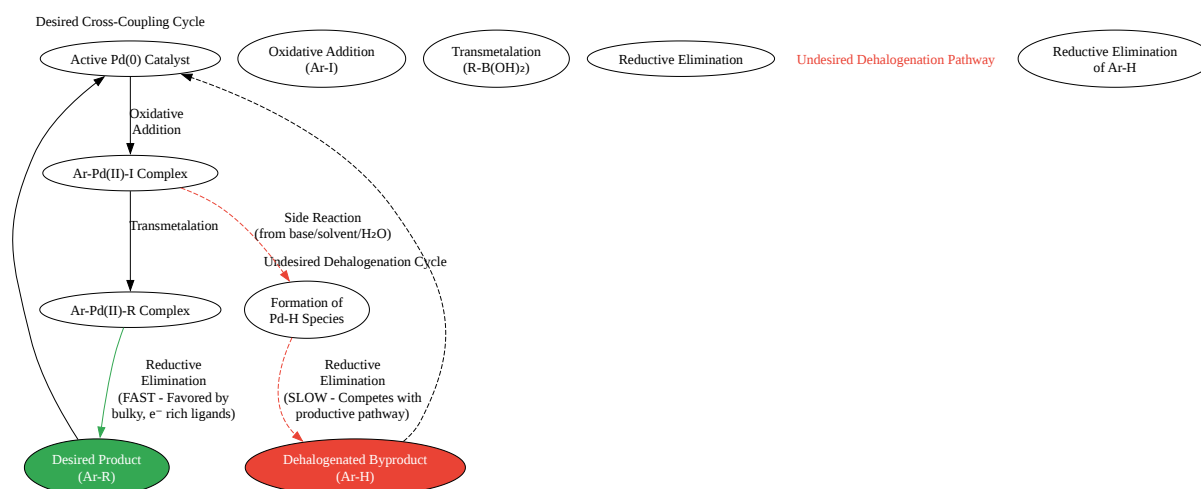 Desired Cross-Coupling Cycle
Active Pd(0) Catalyst
Oxidative Addition
(Ar-I)
Transmetalation
(R-B(OH)₂)
Reductive Elimination
Undesired Dehalogenation Pathway
Reductive Elimination
of Ar-H
Oxidative
Addition
Ar-Pd(II)-I Complex
Transmetalation
Side Reaction
(from base/solvent/H₂O)
Undesired Dehalogenation Cycle
Ar-Pd(II)-R Complex
Formation of
Pd-H Species
Reductive
Elimination
(FAST - Favored by
bulky, e⁻ rich ligands)
Reductive
Elimination
(SLOW - Competes with
productive pathway)
Desired Product
(Ar-R)
Dehalogenated Byproduct
(Ar-H)